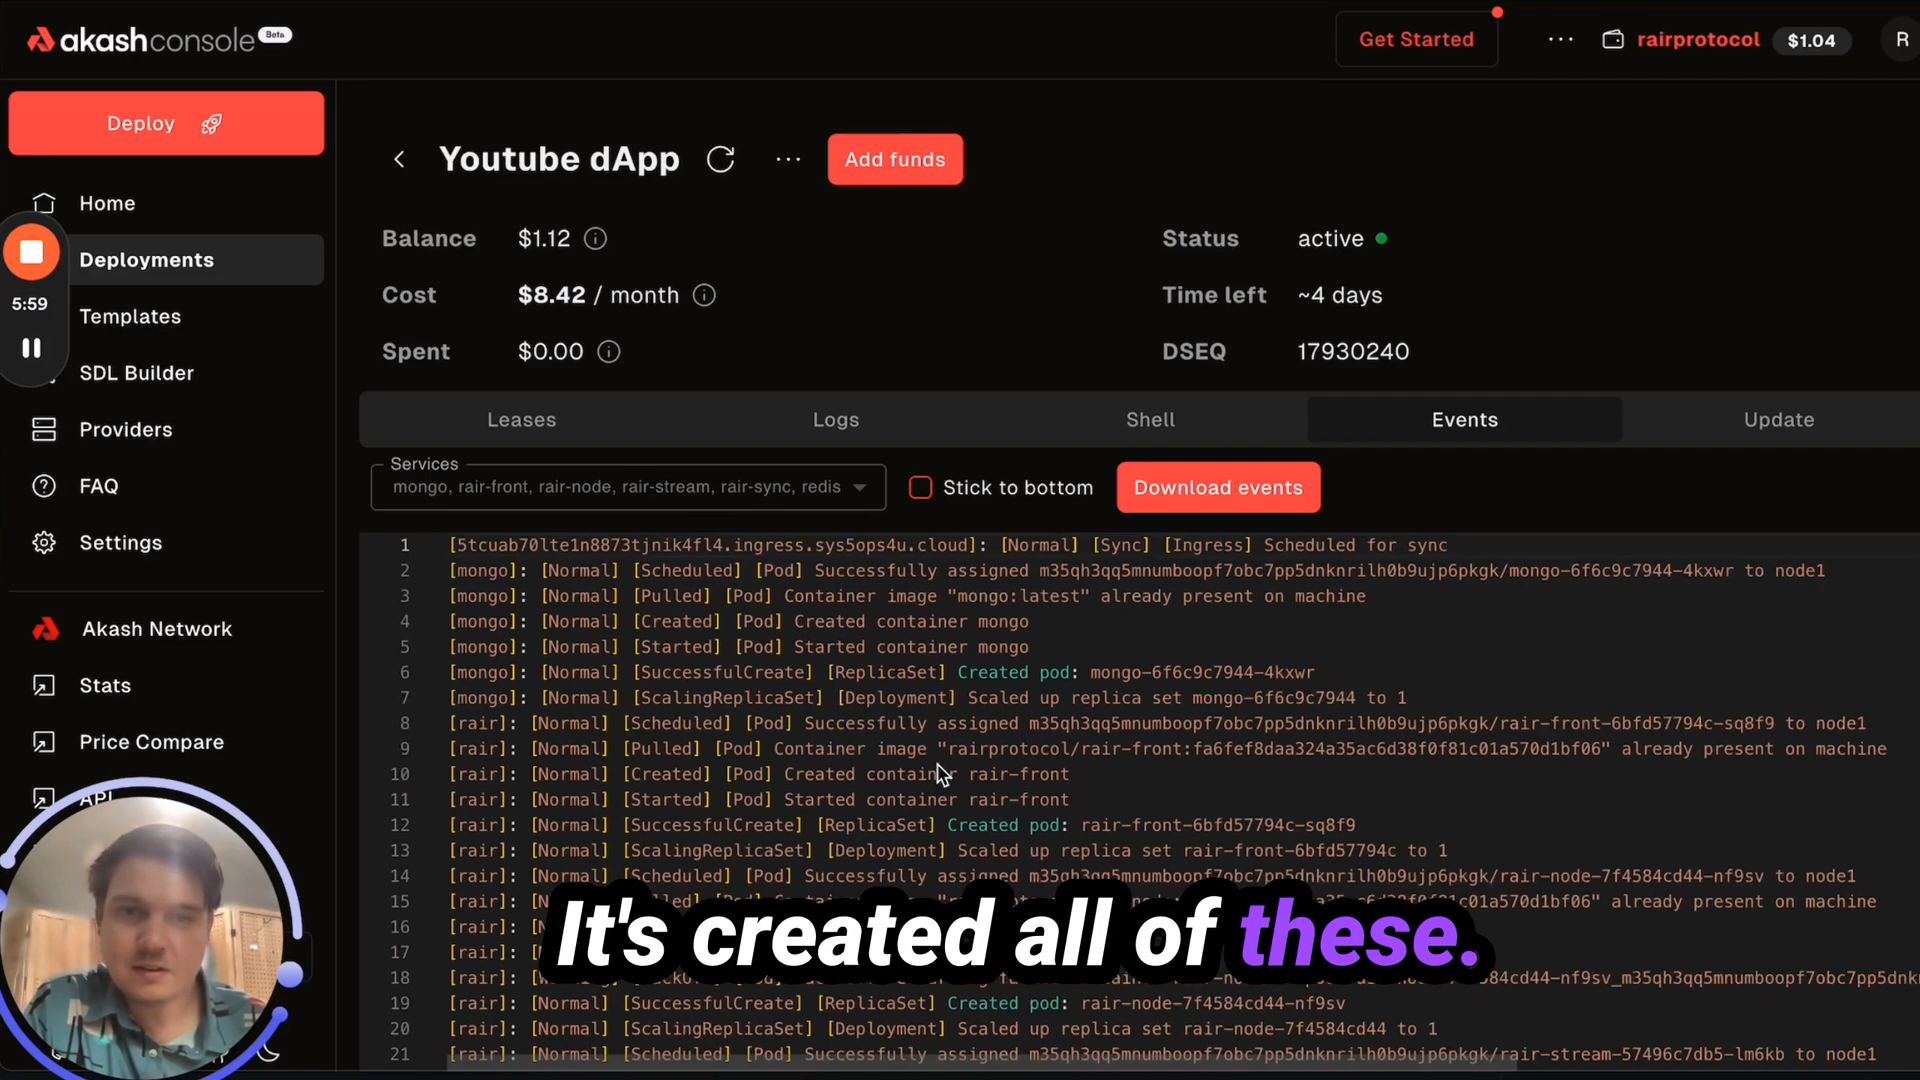 akashconsole Beta
Get Started
... rairprotocol $1.04 R
Deploy
Home
Deployments
5:59
Templates
SDL Builder
Providers
FAQ
Settings
Akash Network
Stats
Price Compare
API
Youtube dApp ... Add funds
Balance $1.12
Status active
Cost $8.42 / month
Time left ~4 days
Spent $0.00
DSEQ 17930240
Leases Logs Shell Events Update
Services
mongo, rair-front, rair-node, rair-stream, rair-sync, redis
Stick to bottom Download events
1 [5tcuab70lte1n8873tjnik4fl4.ingress.sys5ops4u.cloud]: [Normal] [Sync] [Ingress] Scheduled for sync
2 [mongo]: [Normal] [Scheduled] [Pod] Successfully assigned m35qh3qq5mnumboopf7obc7pp5dnknrilh0b9ujp6pkgk/mongo-6f6c9c7944-4kxwr to node1
3 [mongo]: [Normal] [Pulled] [Pod] Container image "mongo:latest" already present on machine
4 [mongo]: [Normal] [Created] [Pod] Created container mongo
5 [mongo]: [Normal] [Started] [Pod] Started container mongo
6 [mongo]: [Normal] [SuccessfulCreate] [ReplicaSet] Created pod: mongo-6f6c9c7944-4kxwr
7 [mongo]: [Normal] [ScalingReplicaSet] [Deployment] Scaled up replica set mongo-6f6c9c7944 to 1
8 [rair]: [Normal] [Scheduled] [Pod] Successfully assigned m35qh3qq5mnumboopf7obc7pp5dnknrilh0b9ujp6pkgk/rair-front-6bfd57794c-sq8f9 to node1
9 [rair]: [Normal] [Pulled] [Pod] Container image "rairprotocol/rair-front:fa6fef8daa324a35ac6d38f0f81c01a570d1bf06" already present on machine
10 [rair]: [Normal] [Created] [Pod] Created container rair-front
11 [rair]: [Normal] [Started] [Pod] Started container rair-front
12 [rair]: [Normal] [SuccessfulCreate] [ReplicaSet] Created pod: rair-front-6bfd57794c-sq8f9
13 [rair]: [Normal] [ScalingReplicaSet] [Deployment] Scaled up replica set rair-front-6bfd57794c to 1
14 [rair]: [Normal] [Scheduled] [Pod] Successfully assigned m35qh3qq5mnumboopf7obc7pp5dnknrilh0b9ujp6pkgk/rair-node-7f4584cd44-nf9sv to node1
15 [rair]: already present on machine
16
17
18
It's created all of these.
19 [rair]: [Normal] [SuccessfulCreate] [ReplicaSet] Created pod: rair-node-7f4584cd44-nf9sv
20 [rair]: [Normal] [ScalingReplicaSet] [Deployment] Scaled up replica set rair-node-7f4584cd44 to 1
21 [rair]: [Normal] [Scheduled] [Pod] Successfully assigned m35qh3qq5mnumboopf7obc7pp5dnknrilh0b9ujp6pkgk/rair-stream-57496c7db5-lm6kb to node1